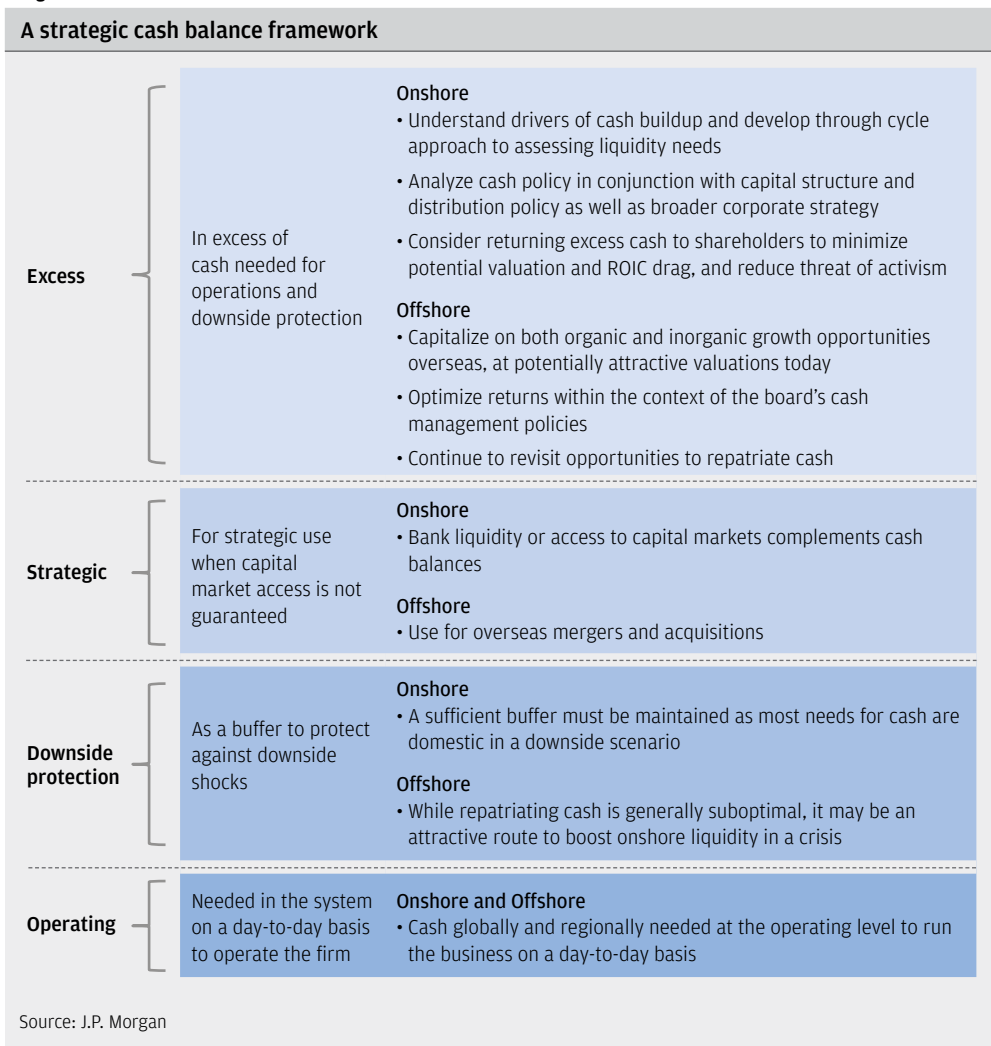 A strategic cash balance framework
Excess
In excess of
cash needed for
operations and
downside protection
Onshore
• Understand drivers of cash buildup and develop through cycle
approach to assessing liquidity needs
• Analyze cash policy in conjunction with capital structure and
distribution policy as well as broader corporate strategy
• Consider returning excess cash to shareholders to minimize
potential valuation and ROIC drag, and reduce threat of activism
Offshore
• Capitalize on both organic and inorganic growth opportunities
overseas, at potentially attractive valuations today
• Optimize returns within the context of the board’s cash
management policies
• Continue to revisit opportunities to repatriate cash
Strategic
For strategic use
when capital
market access is not
guaranteed
Onshore
• Bank liquidity or access to capital markets complements cash
balances
Offshore
• Use for overseas mergers and acquisitions
Downside
protection
As a buffer to protect
against downside
shocks
Onshore
• A sufficient buffer must be maintained as most needs for cash are
domestic in a downside scenario
Offshore
• While repatriating cash is generally suboptimal, it may be an
attractive route to boost onshore liquidity in a crisis
Operating
Needed in the system
on a day-to-day basis
to operate the firm
Onshore and Offshore
• Cash globally and regionally needed at the operating level to run
the business on a day-to-day basis
Source: J.P. Morgan